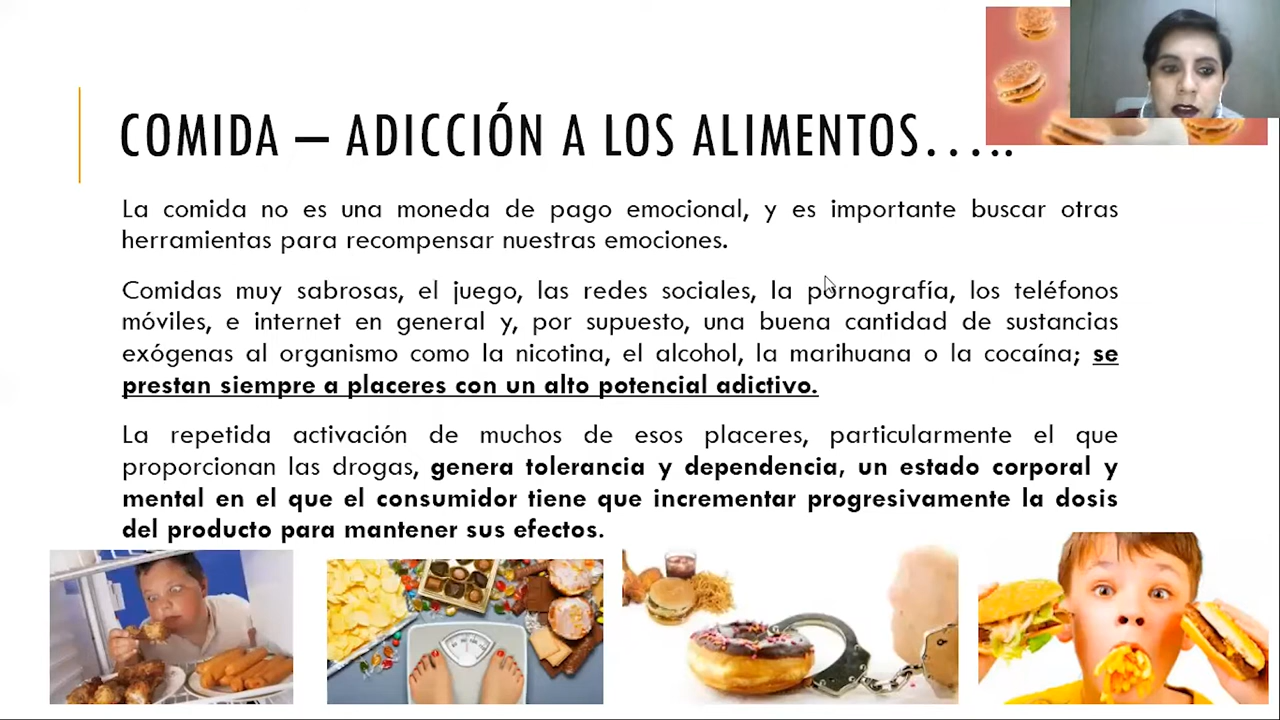 COMIDA – ADICCIÓN A LOS ALIMENTOS.....
La comida no es una moneda de pago emocional, y es importante buscar otras
herramientas para recompensar nuestras emociones.
Comidas muy sabrosas, el juego, las redes sociales, la pornografía, los teléfonos
móviles, e internet en general y, por supuesto, una buena cantidad de sustancias
exógenas al organismo como la nicotina, el alcohol, la marihuana o la cocaína; se
prestan siempre a placeres con un alto potencial adictivo.
La repetida activación de muchos de esos placeres, particularmente el que
proporcionan las drogas, genera tolerancia y dependencia, un estado corporal y
mental en el que el consumidor tiene que incrementar progresivamente la dosis
del producto para mantener sus efectos.